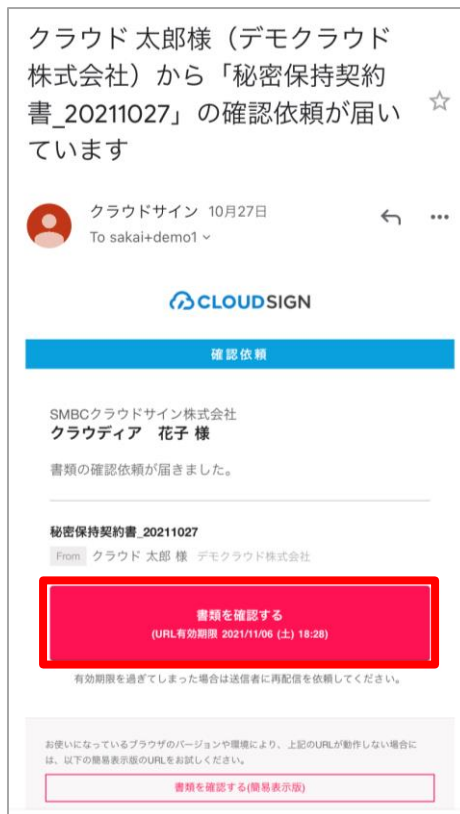 クラウド 太郎様（デモクラウド
株式会社）から「秘密保持契約
書_20211027」の確認依頼が届い
ています
クラウドサイン 10月27日
To sakai+demo1
CLOUDSIGN
確認依頼
SMBCクラウドサイン株式会社
クラウディア 花子 様
書類の確認依頼が届きました。
秘密保持契約書_20211027
From クラウド 太郎 様 デモクラウド株式会社
書類を確認する
(URL有効期限 2021/11/06 (土) 18:28)
有効期限を過ぎてしまった場合は送信者に再配信を依頼してください。
お使いになっているブラウザのバージョンや環境により、上記のURLが動作しない場合に
は、以下の簡易表示版のURLをお試しください。
書類を確認する(簡易表示版)